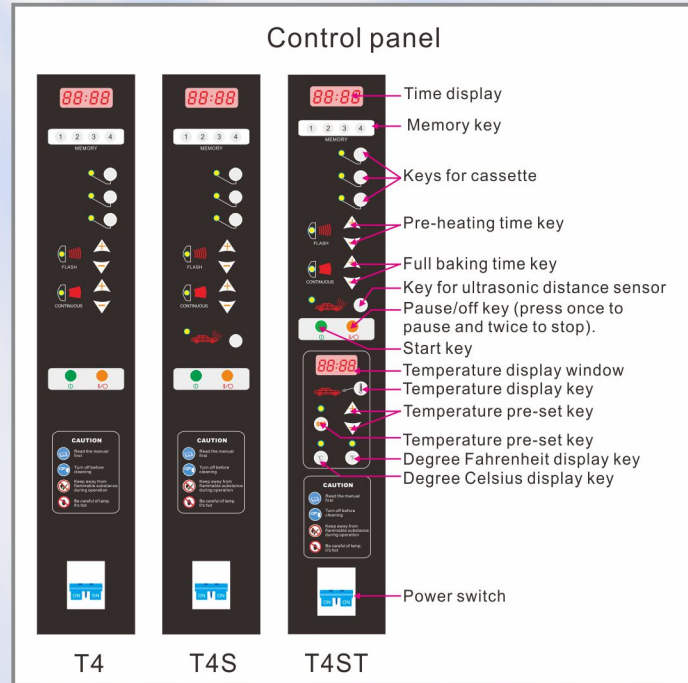 Control panel
88:88
1 2 3 4
MEMORY
FLASH
CONTINUOUS
I/O
CAUTION
Read the manual
first
Turn off before
cleaning
Keep away from
flammable substance
during operation
Be careful of lamp,
it's hot
ON ON
T4
88:88
1 2 3 4
MEMORY
FLASH
CONTINUOUS
I/O
CAUTION
Read the manual
first
Turn off before
cleaning
Keep away from
flammable substance
during operation
Be careful of lamp,
it's hot
ON ON
T4S
88:88
1 2 3 4
MEMORY
FLASH
CONTINUOUS
I/O
88:88
CAUTION
Read the manual
first
Turn off before
cleaning
Keep away from
flammable substance
during operation
Be careful of lamp,
it's hot
ON ON
T4ST
Time display
Memory key
Keys for cassette
Pre-heating time key
Full baking time key
Key for ultrasonic distance sensor
Pause/off key (press once to
pause and twice to stop).
Start key
Temperature display window
Temperature display key
Temperature pre-set key
Temperature pre-set key
Degree Fahrenheit display key
Degree Celsius display key
Power switch